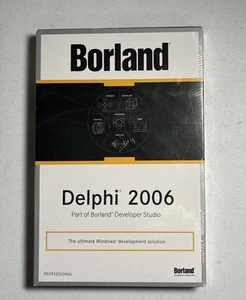 Borland®
Delphi® 2006
Part of Borland® Developer Studio
The ultimate Windows® development solution
PROFESSIONAL
Borland®